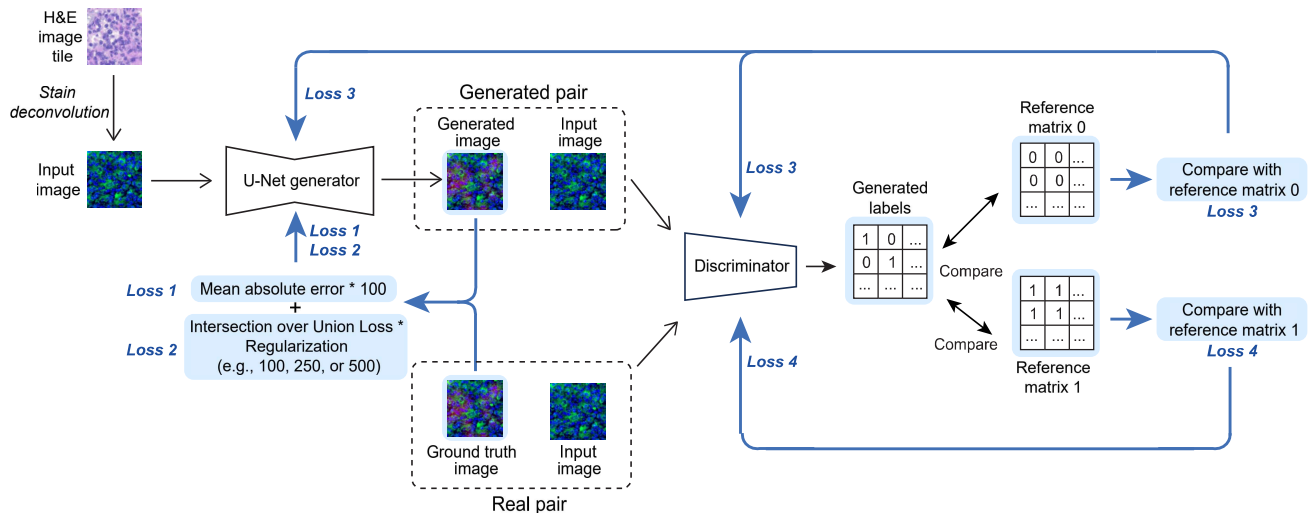 H&E
image
tile
Stain
deconvolution
Input
image
Loss 3
U-Net generator
Loss 1
Loss 2
Loss 1
Mean absolute error * 100
+
Loss 2
Intersection over Union Loss *
Regularization
(e.g., 100, 250, or 500)
Generated pair
Generated
image
Input
image
Ground truth
image
Input
image
Real pair
Loss 3
Discriminator
Loss 4
Generated
labels
1 0 ...
0 1 ...
... ... ...
Compare
Compare
Reference
matrix 0
0 0 ...
0 0 ...
... ... ...
1 1 ...
1 1 ...
... ... ...
Reference
matrix 1
Compare with
reference matrix 0
Loss 3
Compare with
reference matrix 1
Loss 4